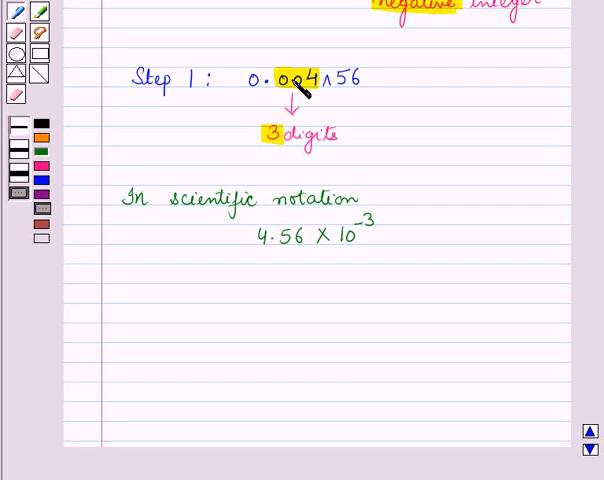 negative integer
Step 1 : 0.004∧56
3 digits
In scientific notation
4.56 × 10⁻³